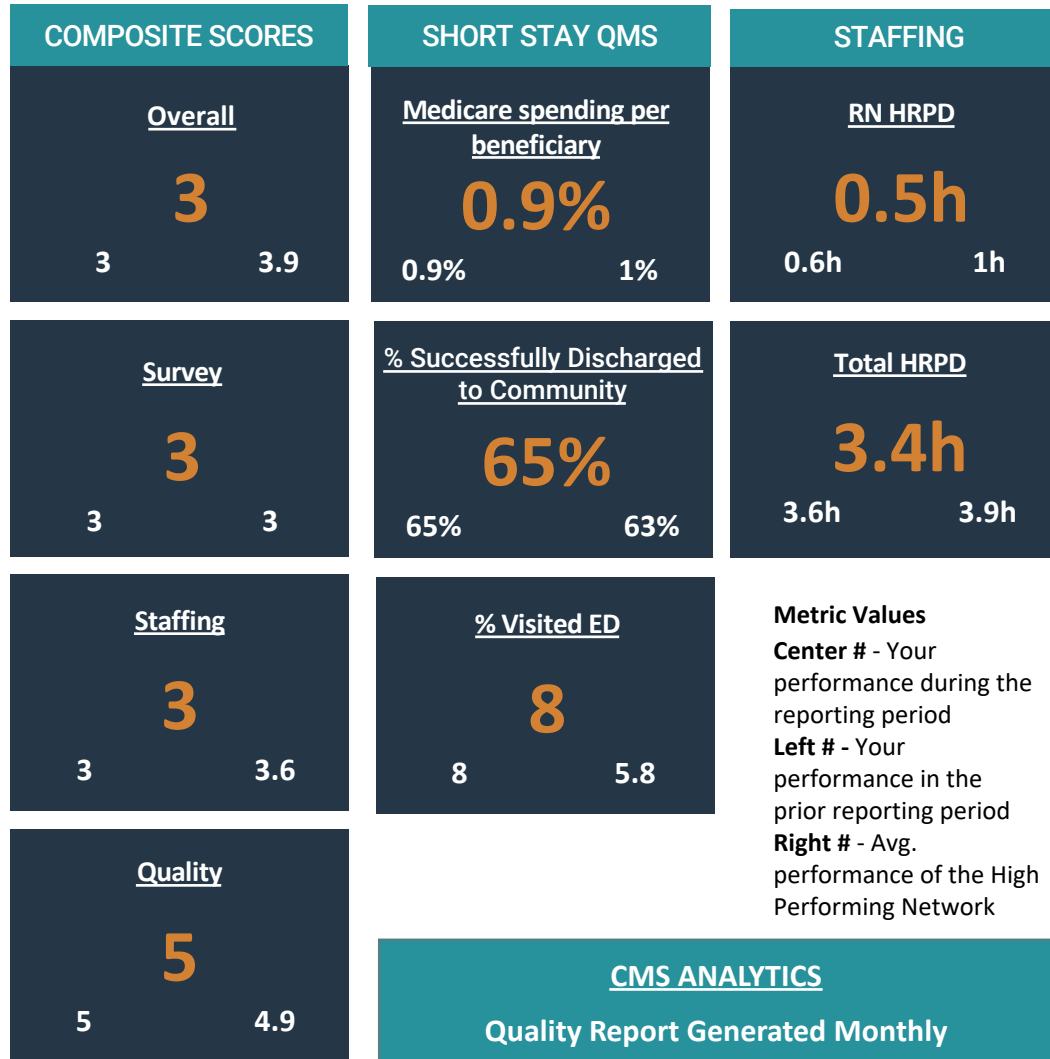 COMPOSITE SCORES
Overall
3
3 3.9
Survey
3
3 3
Staffing
3
3 3.6
Quality
5
5 4.9
SHORT STAY QMS
Medicare spending per
beneficiary
0.9%
0.9% 1%
% Successfully Discharged
to Community
65%
65% 63%
% Visited ED
8
8 5.8
STAFFING
RN HRPD
0.5h
0.6h 1h
Total HRPD
3.4h
3.6h 3.9h
Metric Values
Center # - Your
performance during the
reporting period
Left # - Your
performance in the
prior reporting period
Right # - Avg.
performance of the High
Performing Network
CMS ANALYTICS
Quality Report Generated Monthly